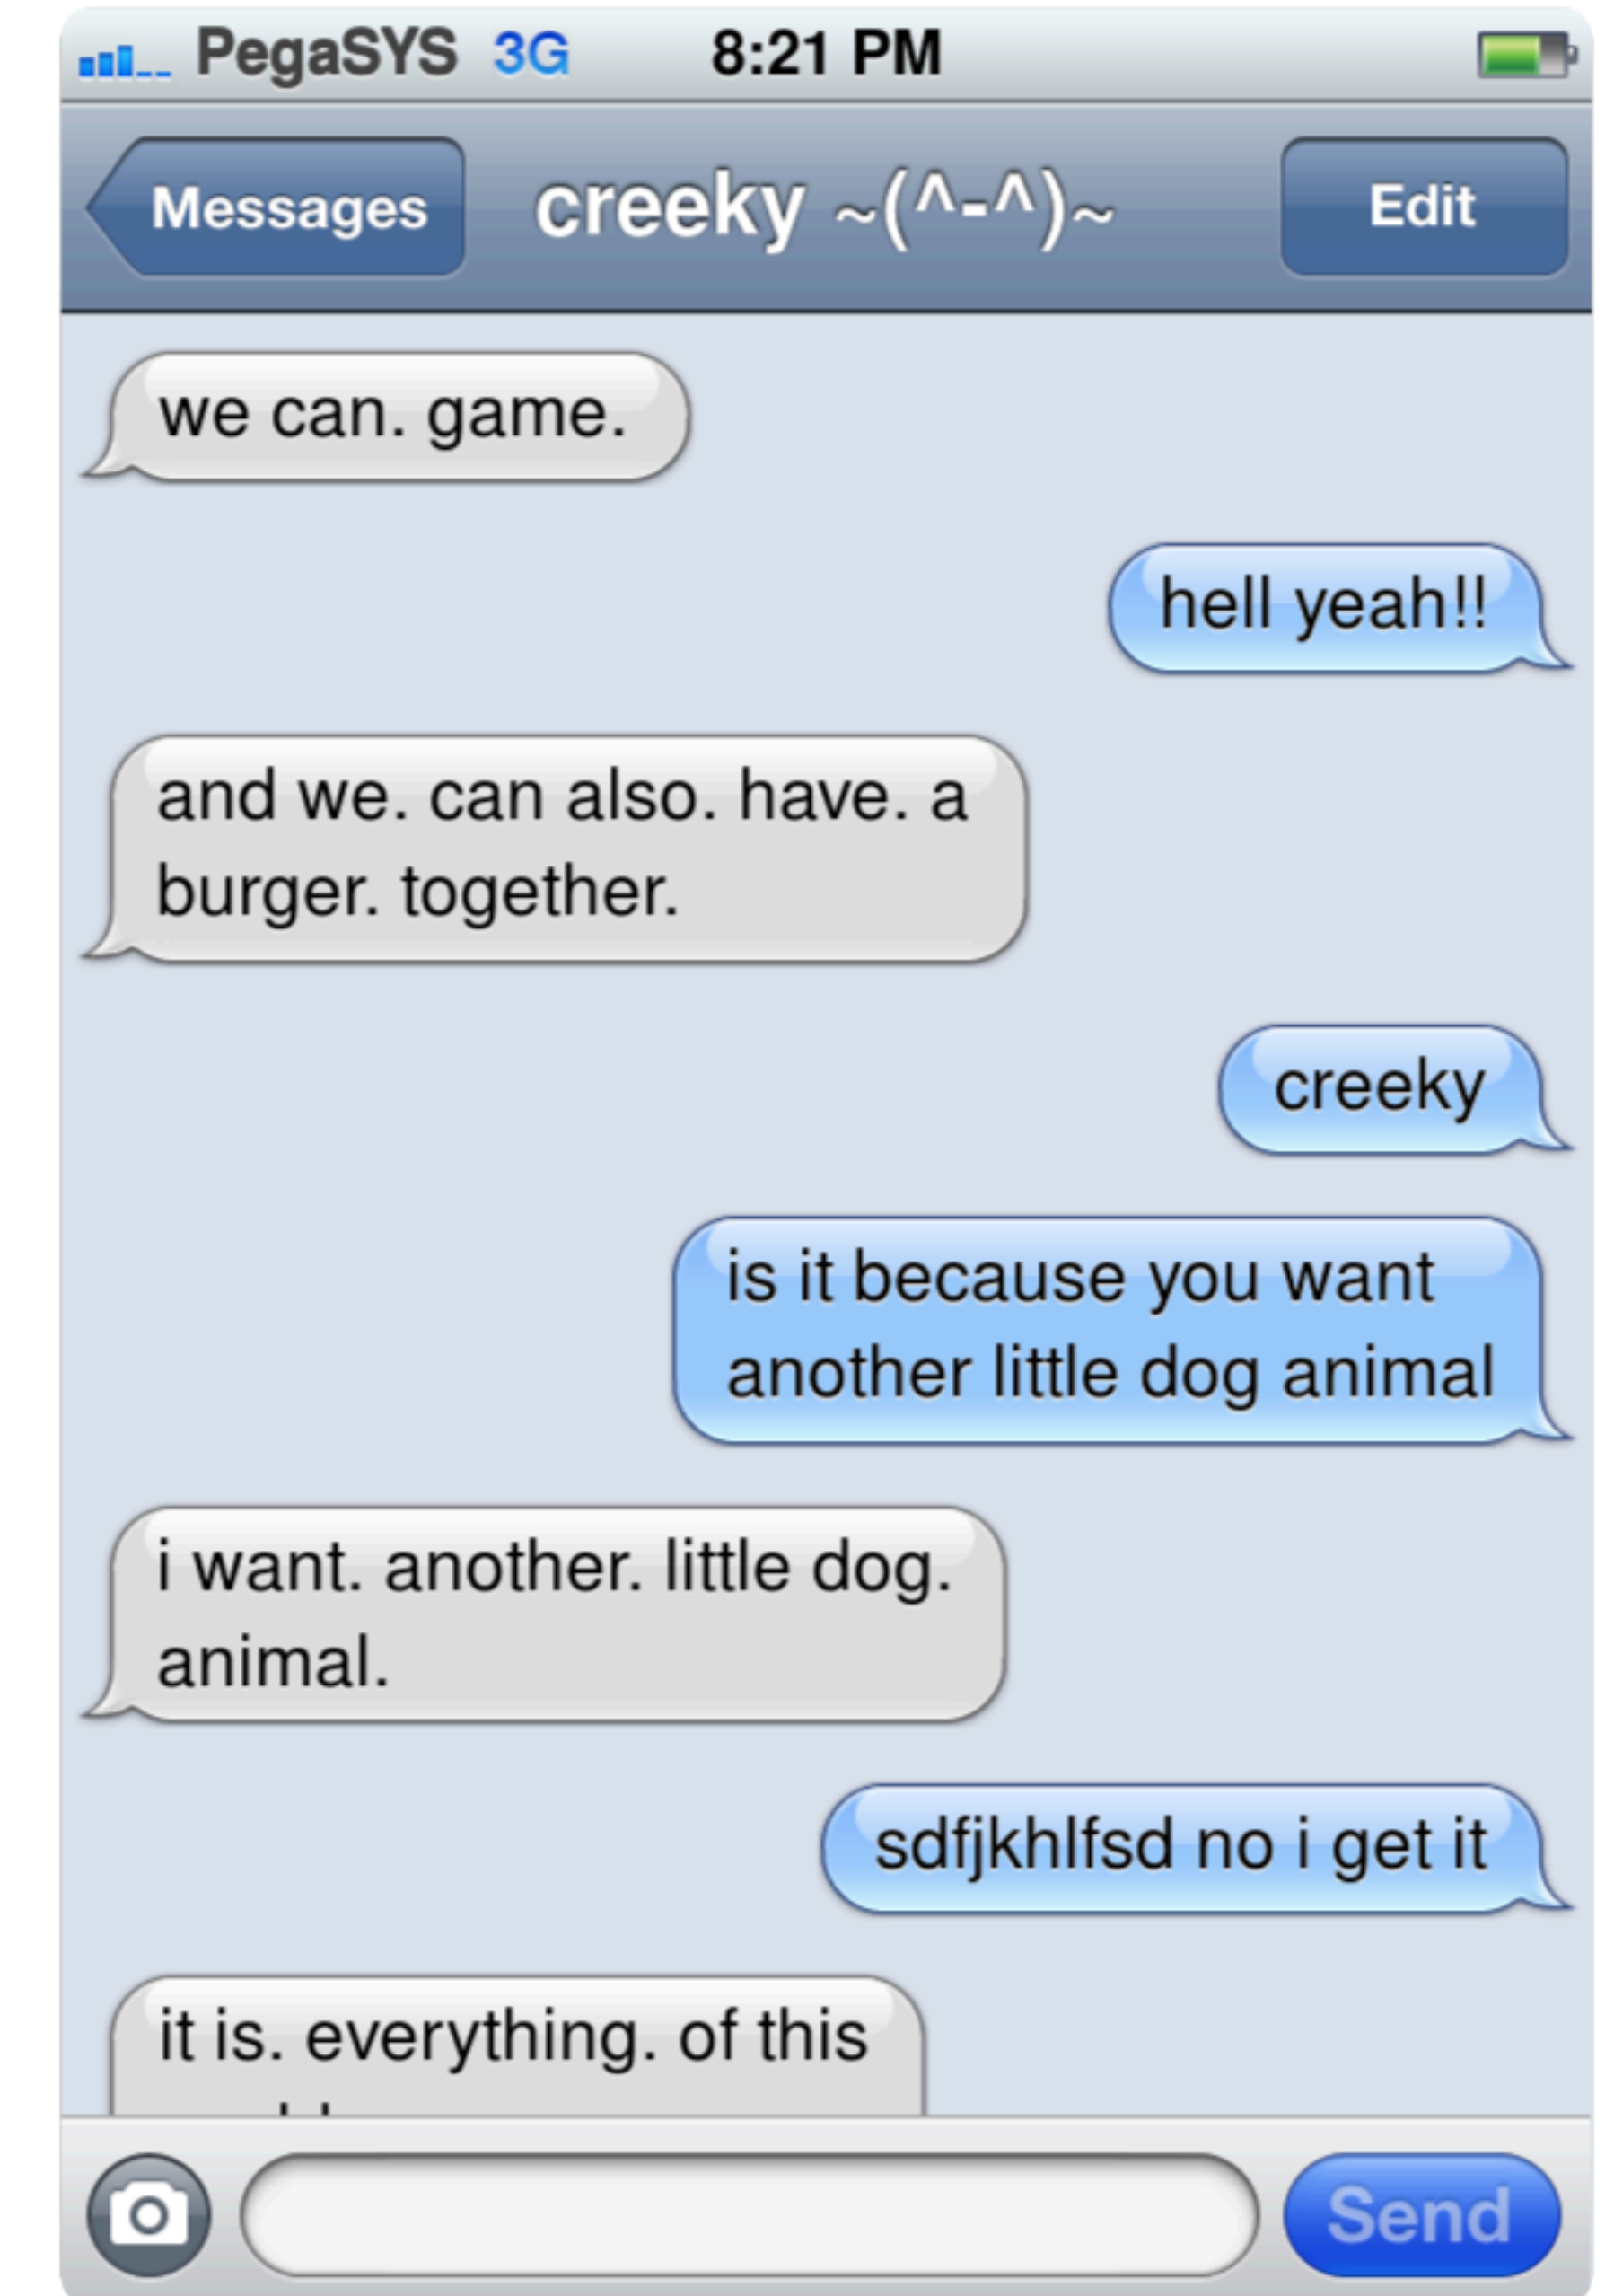 PegaSYS 3G 8:21 PM
Messages creeky ~(^-^)~ Edit
we can. game.
hell yeah!!
and we. can also. have. a
burger. together.
creeky
is it because you want
another little dog animal
i want. another. little dog.
animal.
sdfjkhlfsd no i get it
it is. everything. of this
Send